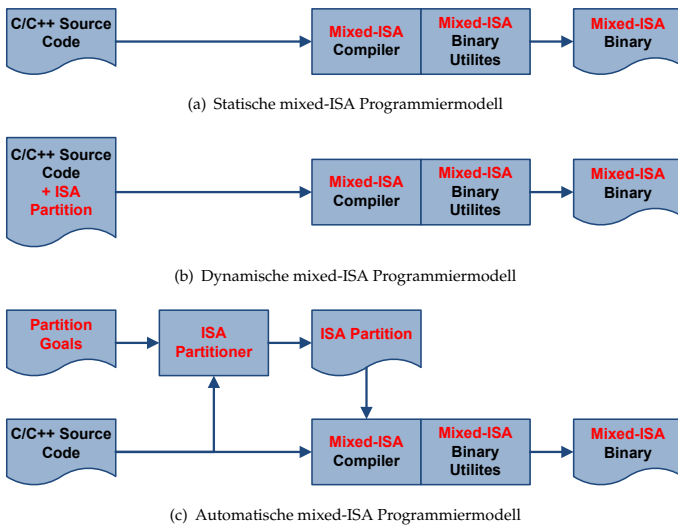 C/C++ Source
Code
Mixed-ISA
Compiler
Mixed-ISA
Binary
Utilites
Mixed-ISA
Binary
(a) Statische mixed-ISA Programmiermodell
C/C++ Source
Code
+ ISA
Partition
Mixed-ISA
Compiler
Mixed-ISA
Binary
Utilites
Mixed-ISA
Binary
(b) Dynamische mixed-ISA Programmiermodell
Partition
Goals
ISA
Partitioner
ISA Partition
C/C++ Source
Code
Mixed-ISA
Compiler
Mixed-ISA
Binary
Utilites
Mixed-ISA
Binary
(c) Automatische mixed-ISA Programmiermodell